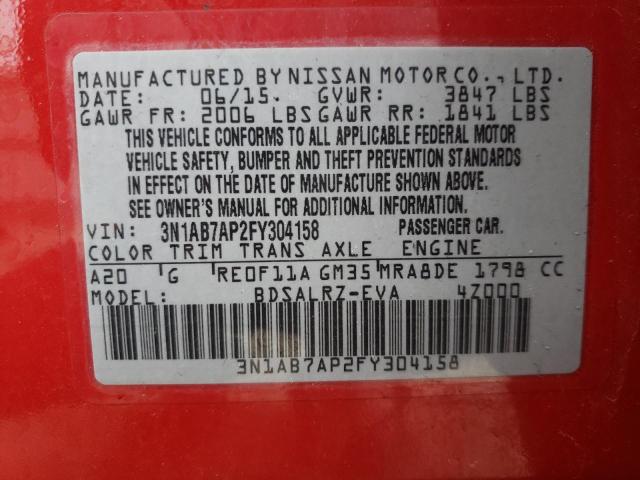 MANUFACTURED BY NISSAN MOTOR CO., LTD.
DATE: 06/15. GVWR: 3847 LBS
GAWR FR: 2006 LBS GAWR RR: 1841 LBS
THIS VEHICLE CONFORMS TO ALL APPLICABLE FEDERAL MOTOR
VEHICLE SAFETY, BUMPER AND THEFT PREVENTION STANDARDS
IN EFFECT ON THE DATE OF MANUFACTURE SHOWN ABOVE.
SEE OWNER'S MANUAL FOR ADDITIONAL INFORMATION.
VIN: 3N1AB7AP2FY304158 PASSENGER CAR.
COLOR TRIM TRANS AXLE ENGINE
A20 G RE0F11A GM35 MRA8DE 1798 CC
MODEL: BDSALRZ-EVA 4Z000
3N1AB7AP2FY304158